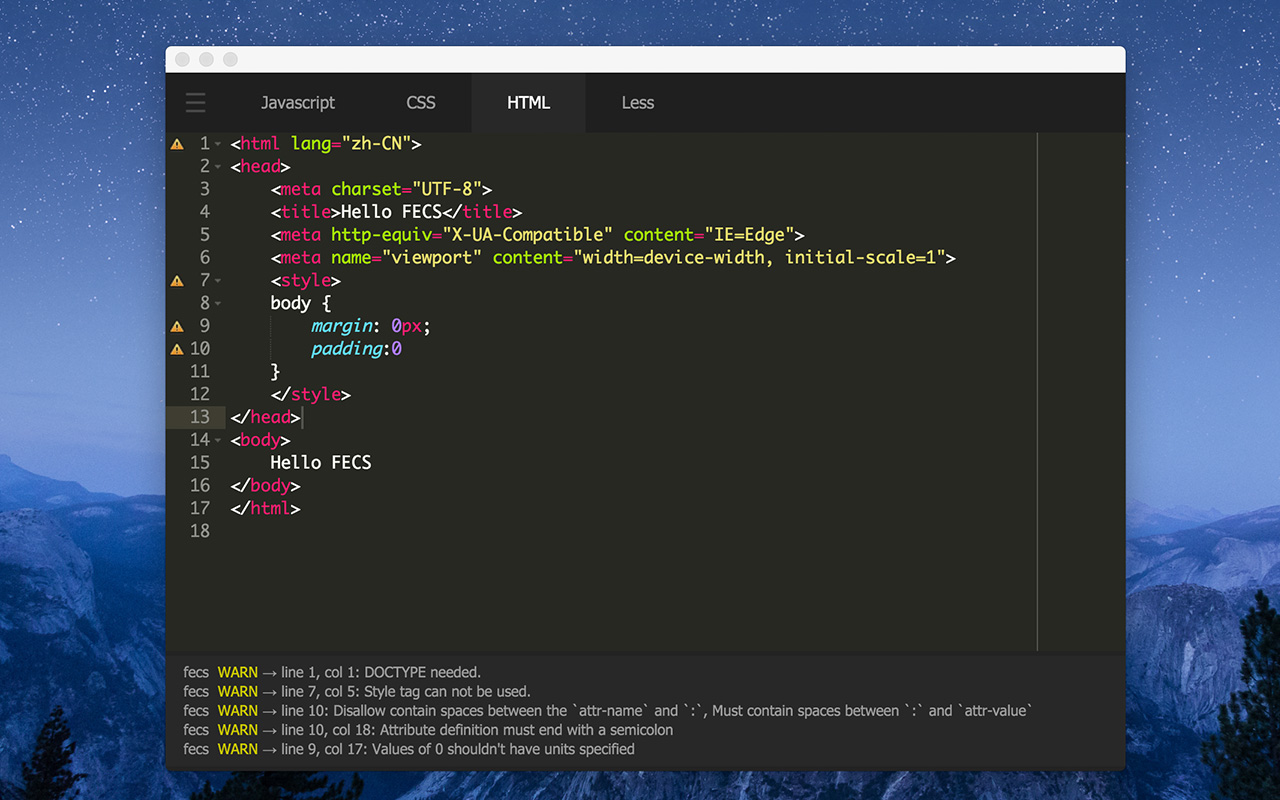 Javascript CSS HTML Less
1 <html lang="zh-CN">
2 <head>
3     <meta charset="UTF-8">
4     <title>Hello FECS</title>
5     <meta http-equiv="X-UA-Compatible" content="IE=Edge">
6     <meta name="viewport" content="width=device-width, initial-scale=1">
7     <style>
8     body {
9         margin: 0px;
10         padding:0
11     }
12     </style>
13 </head>
14 <body>
15     Hello FECS
16 </body>
17 </html>
18
fecs WARN → line 1, col 1: DOCTYPE needed.
fecs WARN → line 7, col 5: Style tag can not be used.
fecs WARN → line 10: Disallow contain spaces between the `attr-name` and `:`, Must contain spaces between `:` and `attr-value`
fecs WARN → line 10, col 18: Attribute definition must end with a semicolon
fecs WARN → line 9, col 17: Values of 0 shouldn't have units specified